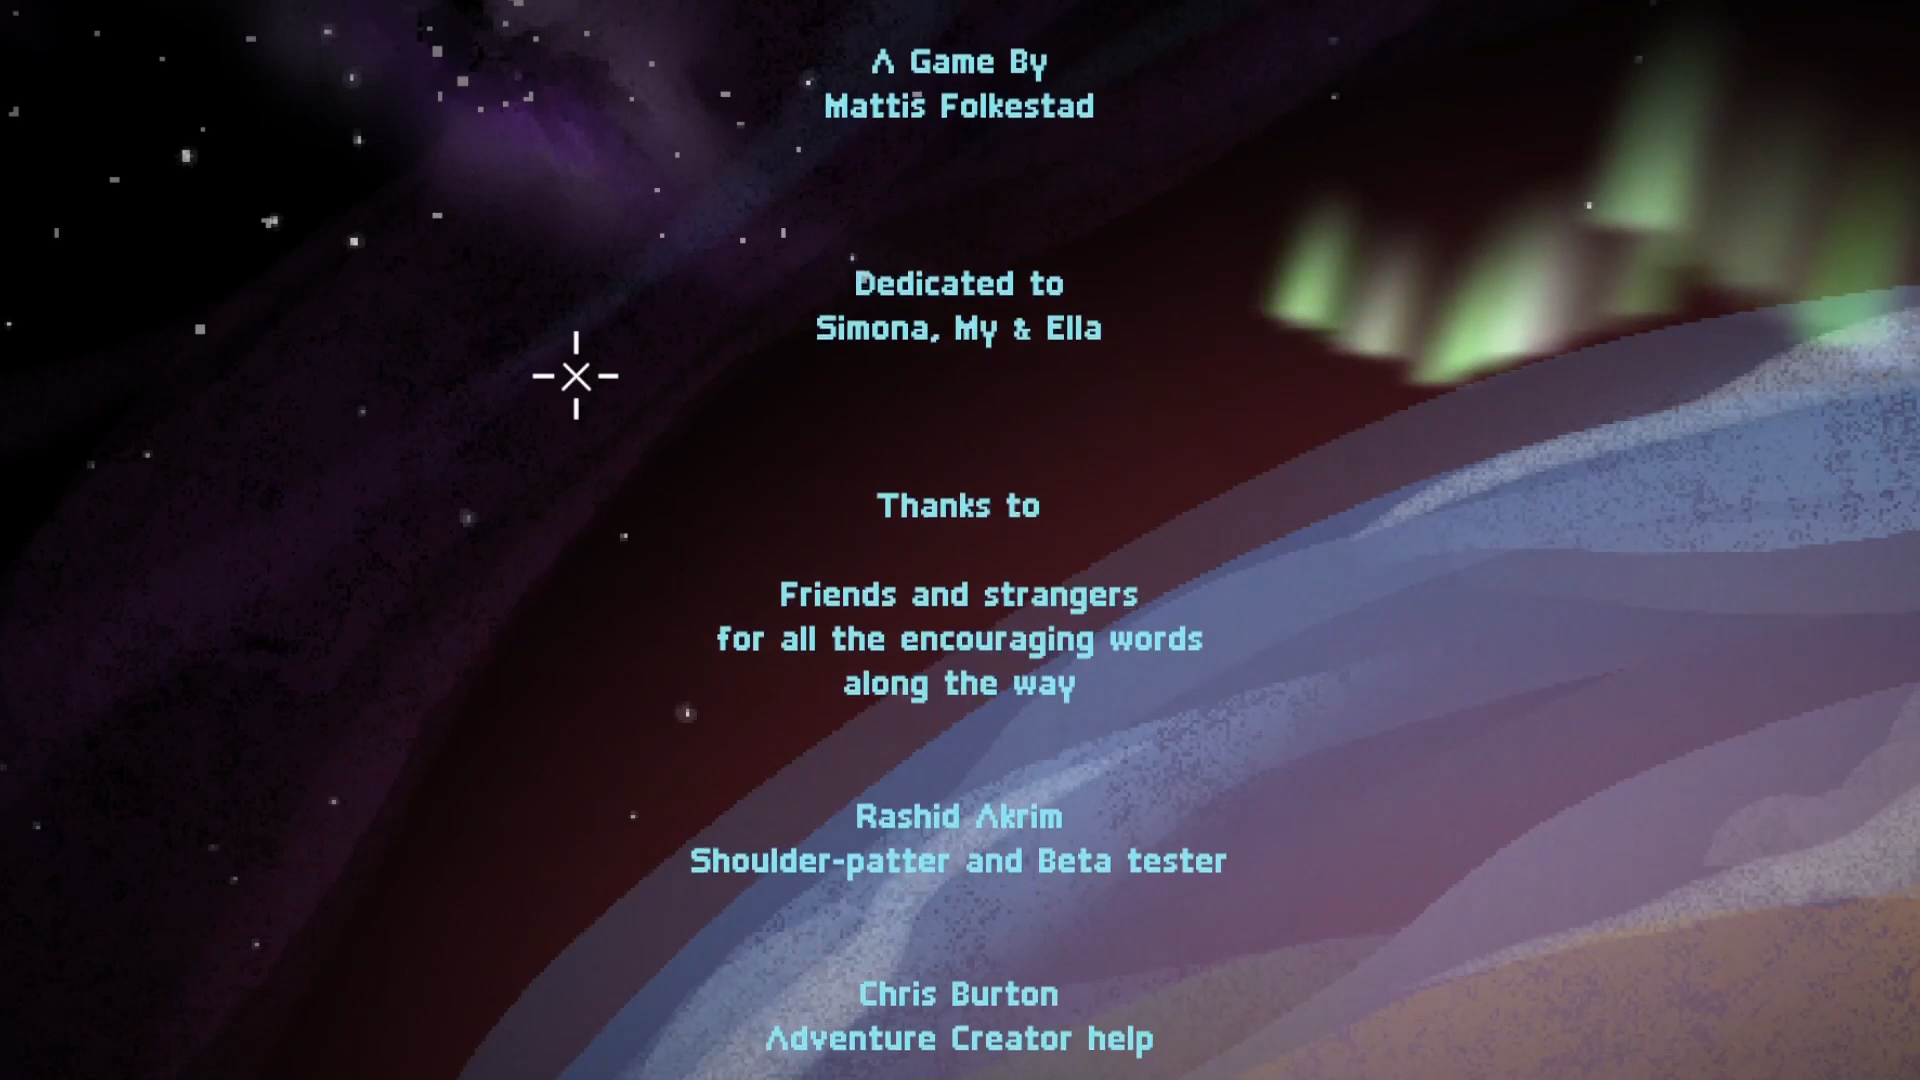 A Game By
Mattis Folkestad
Dedicated to
Simona, My & Ella
Thanks to
Friends and strangers
for all the encouraging words
along the way
Rashid Akrim
Shoulder-patter and Beta tester
Chris Burton
Adventure Creator help